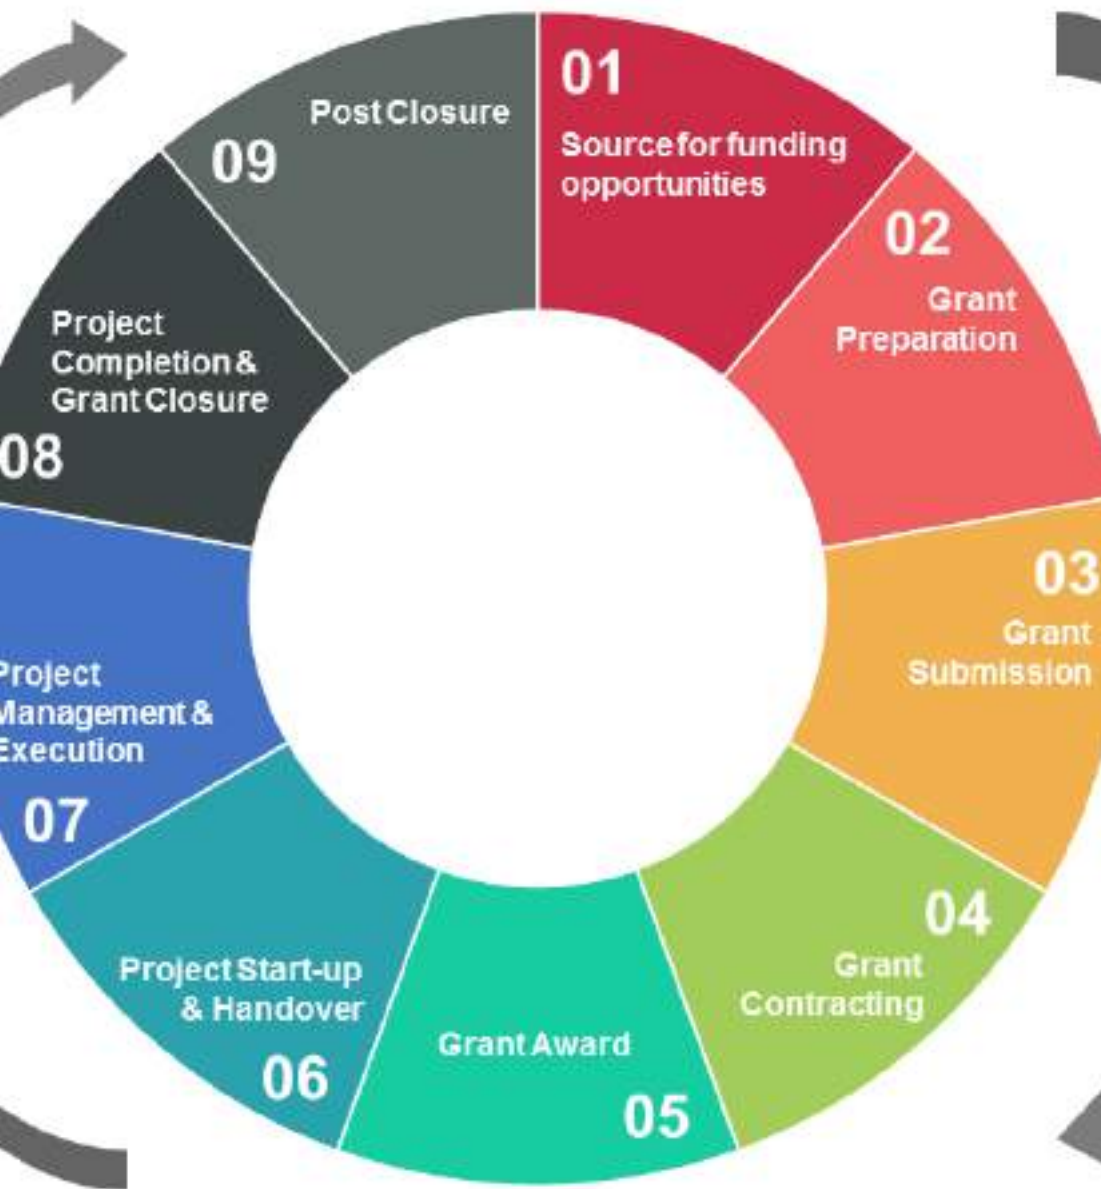 01
Source for funding
opportunities
02
Grant
Preparation
03
Grant
Submission
04
Grant
Contracting
05
Grant Award
06
Project Start-up
& Handover
07
Project
Management &
Execution
08
Project
Completion &
Grant Closure
09
Post Closure